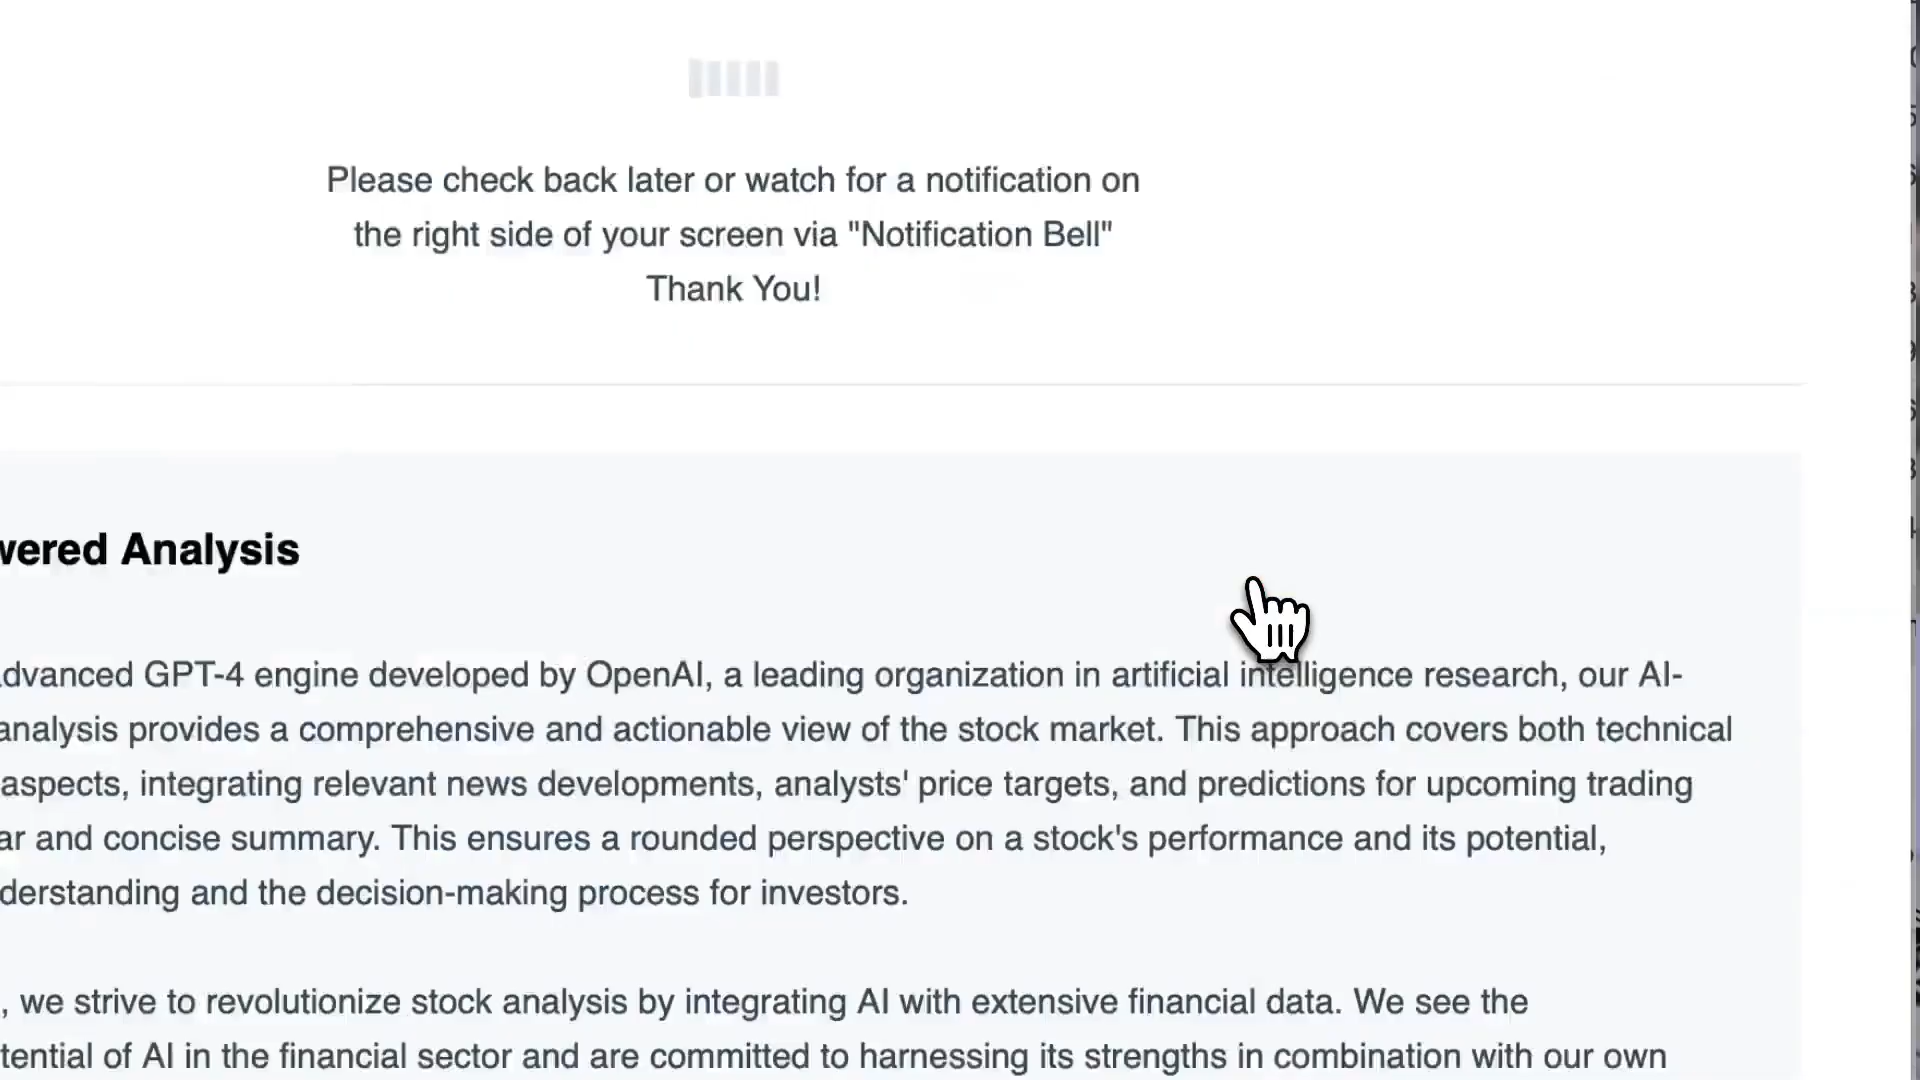 Please check back later or watch for a notification on
the right side of your screen via "Notification Bell"
Thank You!
wered Analysis
dvanced GPT-4 engine developed by OpenAI, a leading organization in artificial intelligence research, our AI-
analysis provides a comprehensive and actionable view of the stock market. This approach covers both technical
aspects, integrating relevant news developments, analysts' price targets, and predictions for upcoming trading
ar and concise summary. This ensures a rounded perspective on a stock's performance and its potential,
derstanding and the decision-making process for investors.
, we strive to revolutionize stock analysis by integrating AI with extensive financial data. We see the
tential of AI in the financial sector and are committed to harnessing its strengths in combination with our own